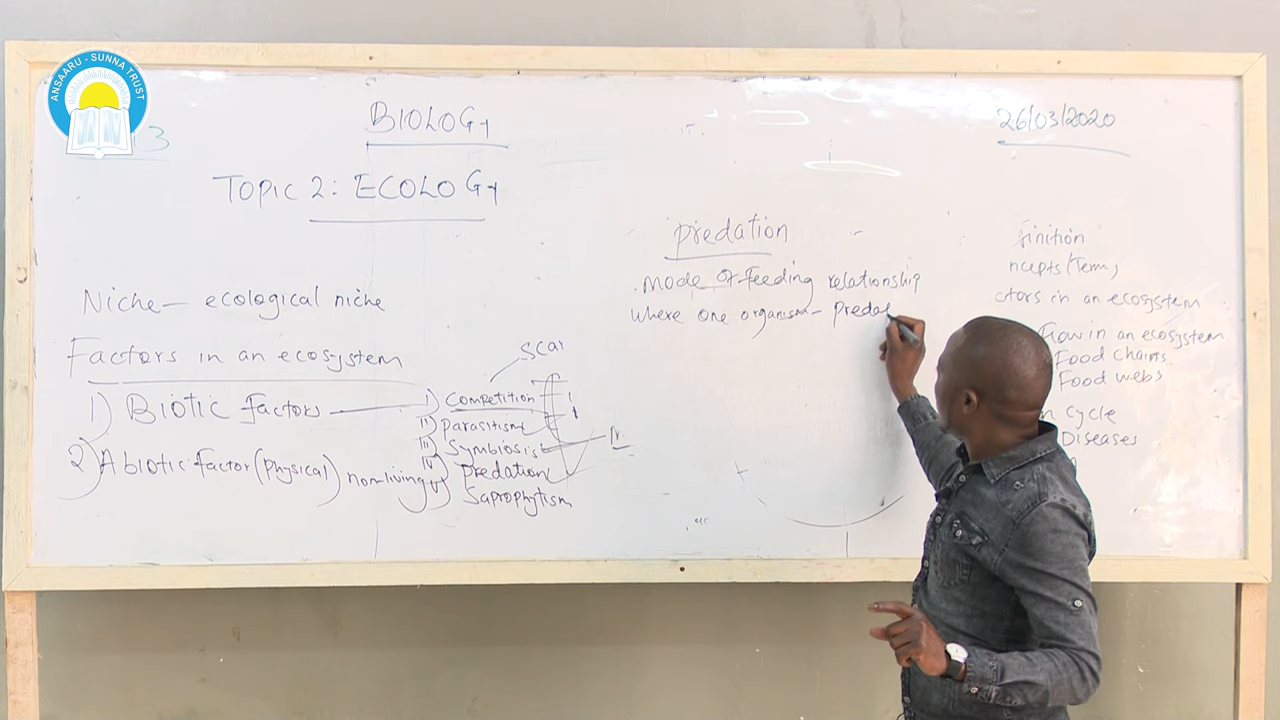 ANSAARU - SUNNA TRUST
3
BIOLOGY
26/03/2020
TOPIC 2: ECOLOGY
Niche — ecological niche
Factors in an ecosystem
1) Biotic factors
2) Abiotic factor (physical) non-living
scar
i) Competition
ii) parasitism
iii) Symbiosis
iv) Predation
v) Saprophytism
predation
. mode of feeding relationship
where one organism - predat
finition
ncepts (Term,
ctors in an ecosystem
flow in an ecosystem
Food chains
Food webs
n cycle
Diseases